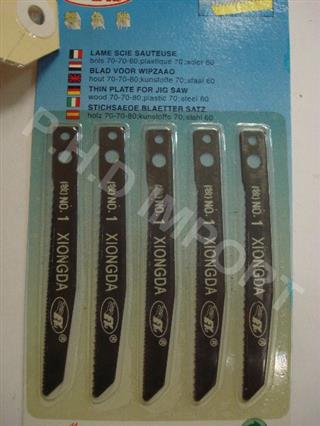 LAME SCIE SAUTEUSE
bois 70-70-80;plastique 70;acier 60
BLAD VOOR WIPZAAO
hout 70-70-80;kunstoffe 70;staal 60
THIN PLATE FOR JIG SAW
wood 70-70-80,plastic 70;steel 60
STICHSAEGE BLAETTER SATZ
holz 70-70-80;kunstoffe 70;stahl 60
P.H.D IMPORT
(80) NO. 1 XIONGDA ®
(80) NO. 1 XIONGDA ®
(80) NO. 1 XIONGDA ®
(80) NO. 1 XIONGDA ®
(80) NO. 1 XIONGDA ®